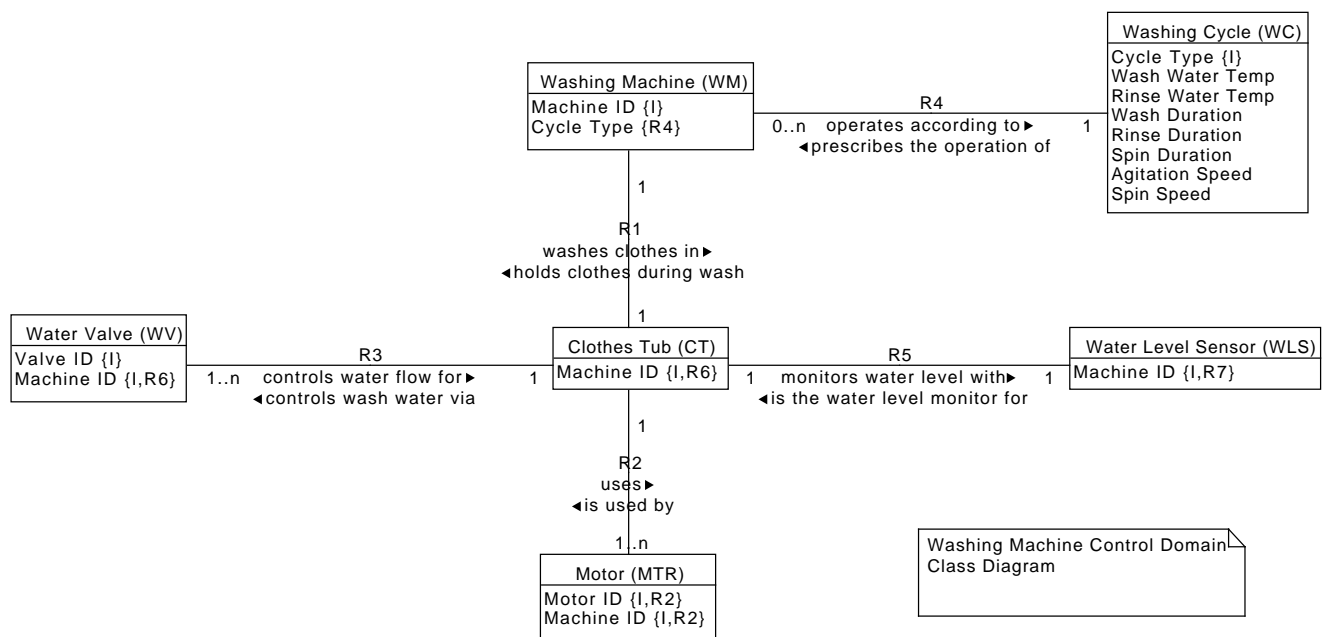 Washing Cycle (WC)
Cycle Type {I}
Wash Water Temp
Rinse Water Temp
Wash Duration
Rinse Duration
Spin Duration
Agitation Speed
Spin Speed
Washing Machine (WM)
Machine ID {I}
Cycle Type {R4}
R4
0..n operates according to► 1
◄prescribes the operation of
1
R1
washes clothes in►
◄holds clothes during wash
1
Water Valve (WV)
Valve ID {I}
Machine ID {I,R6}
R3
1..n controls water flow for► 1
◄controls wash water via
Clothes Tub (CT)
Machine ID {I,R6}
R5
1 monitors water level with► 1
◄is the water level monitor for
Water Level Sensor (WLS)
Machine ID {I,R7}
1
R2
uses►
◄is used by
1..n
Motor (MTR)
Motor ID {I,R2}
Machine ID {I,R2}
Washing Machine Control Domain
Class Diagram